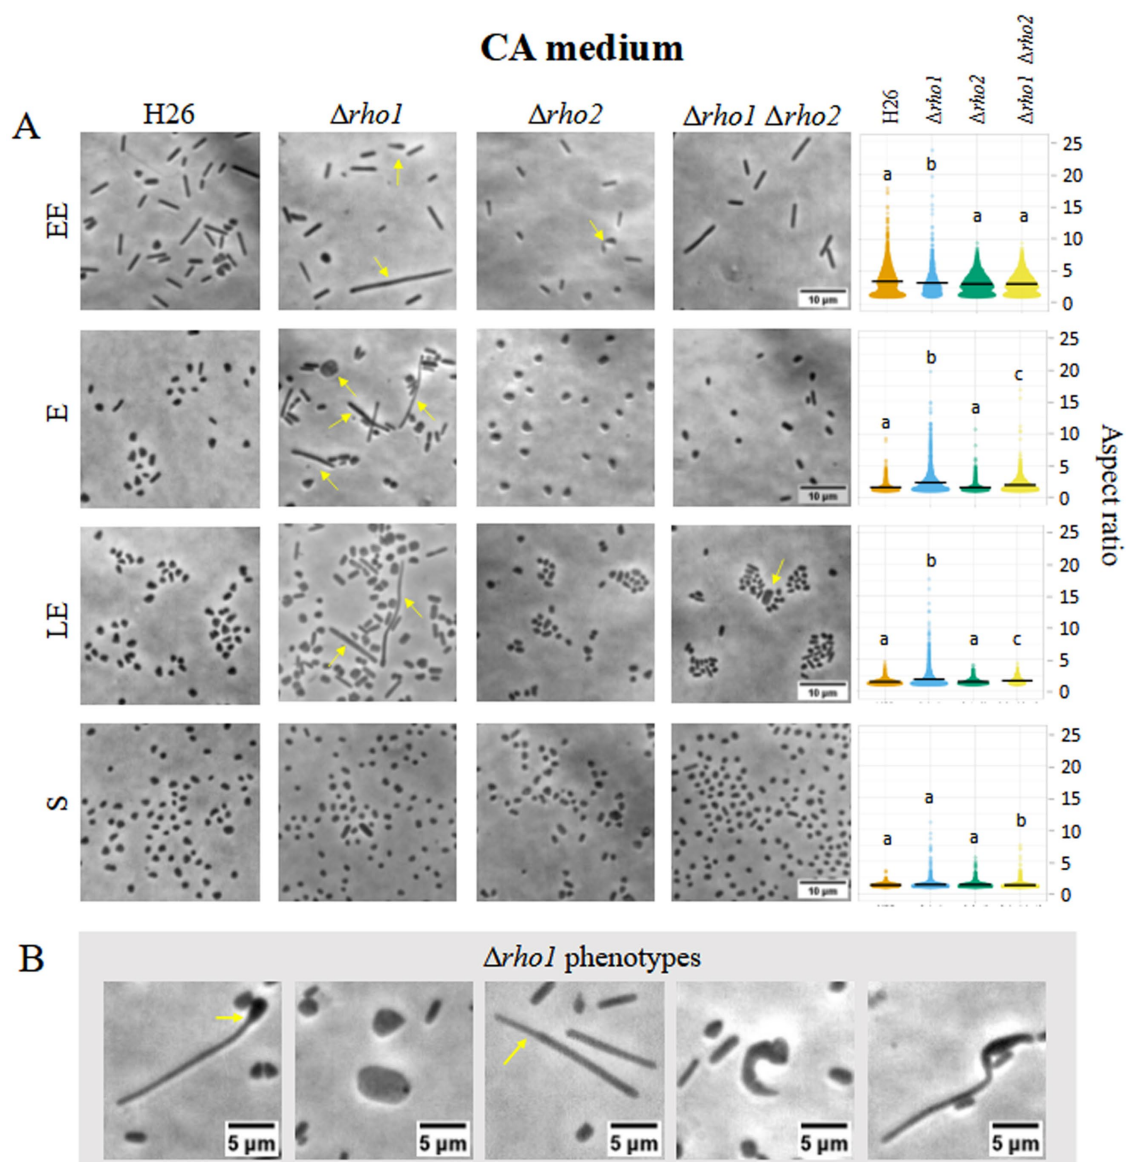 CA medium
A
H26
Δrho1
Δrho2
Δrho1 Δrho2
H26
Δrho1
Δrho2
Δrho1 Δrho2
EE
10 µm
a
b
a
a
25
20
15
10
5
0
E
10 µm
a
b
a
c
25
20
15
10
5
0
Aspect ratio
LE
10 µm
a
b
a
c
25
20
15
10
5
0
S
10 µm
a
a
a
b
25
20
15
10
5
0
B
Δrho1 phenotypes
5 µm
5 µm
5 µm
5 µm
5 µm